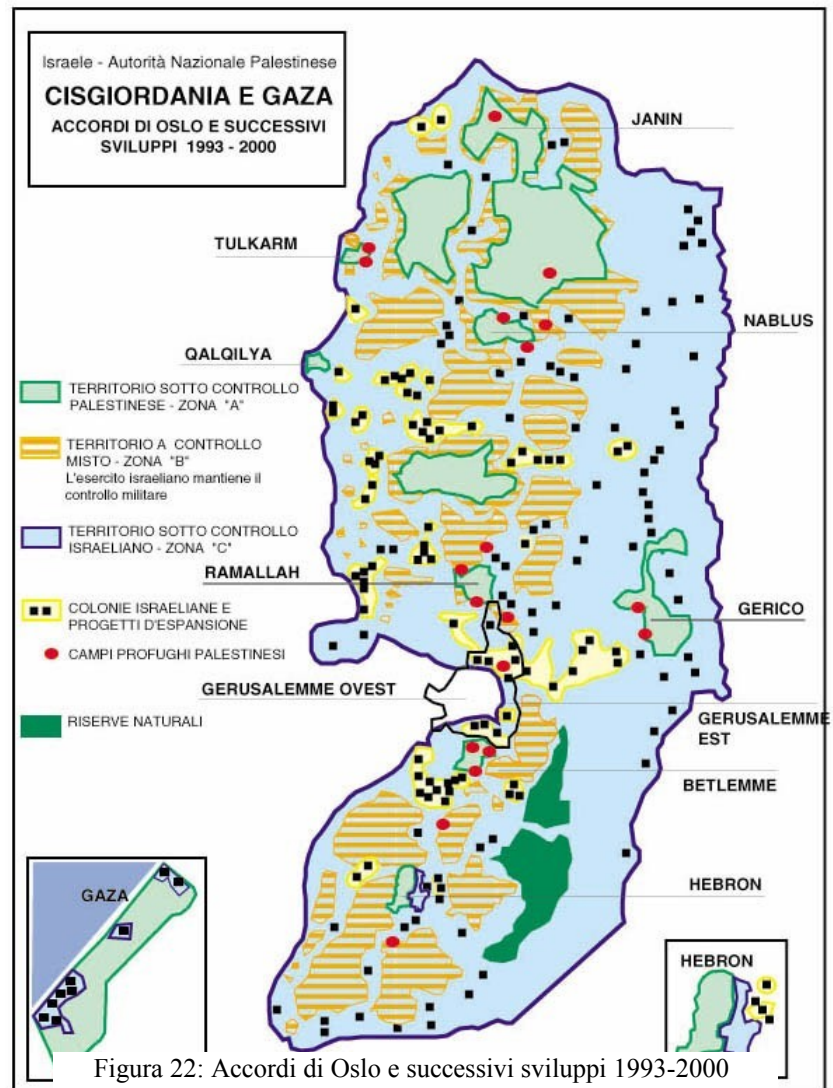 Israele - Autorità Nazionale Palestinese
CISGIORDANIA E GAZA
ACCORDI DI OSLO E SUCCESSIVI
SVILUPPI 1993 - 2000
JANIN
TULKARM
NABLUS
QALQILYA
TERRITORIO SOTTO CONTROLLO
PALESTINESE - ZONA "A"
TERRITORIO A CONTROLLO
MISTO - ZONA "B"
L'esercito israeliano mantiene il
controllo militare
TERRITORIO SOTTO CONTROLLO
ISRAELIANO - ZONA "C"
RAMALLAH
COLONIE ISRAELIANE E
PROGETTI D'ESPANSIONE
GERICO
CAMPI PROFUGHI PALESTINESI
GERUSALEMME OVEST
RISERVE NATURALI
GERUSALEMME
EST
BETLEMME
GAZA
HEBRON
HEBRON
Figura 22: Accordi di Oslo e successivi sviluppi 1993-2000